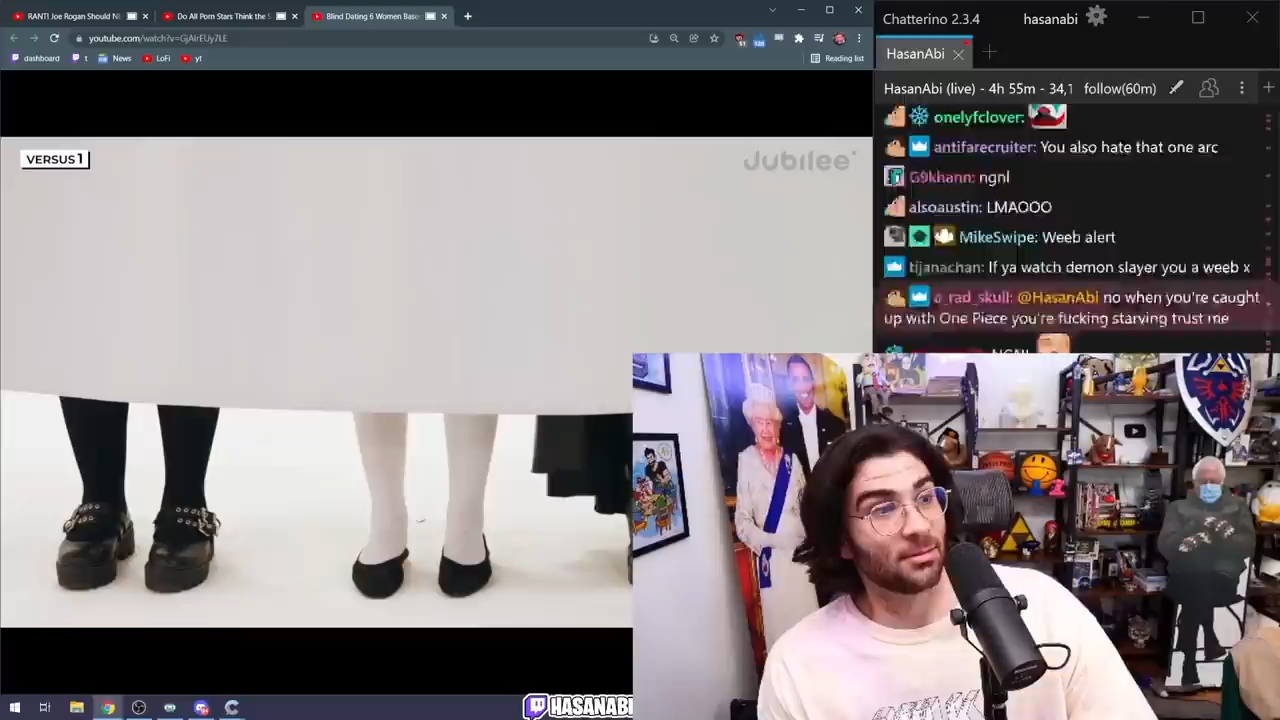 RANT! Joe Rogan Should N
Do All Porn Stars Think the S
Blind Dating 6 Women Base
youtube.com/watch?v=GjAIrEUy7LE
dashboard
t
News
LoFi
yt
Reading list
VERSUS 1
Jubilee
Chatterino 2.3.4
hasanabi
HasanAbi
HasanAbi (live) - 4h 55m - 34,1
follow(60m)
onelyfclover:
antifarecruiter: You also hate that one arc
G9khann: ngnl
alsoaustin: LMAOOO
MikeSwipe: Weeb alert
tijanachan: If ya watch demon slayer you a weeb x
a_rad_skull: @HasanAbi no when you're caught
up with One Piece you're fucking starving trust me
HASANABI